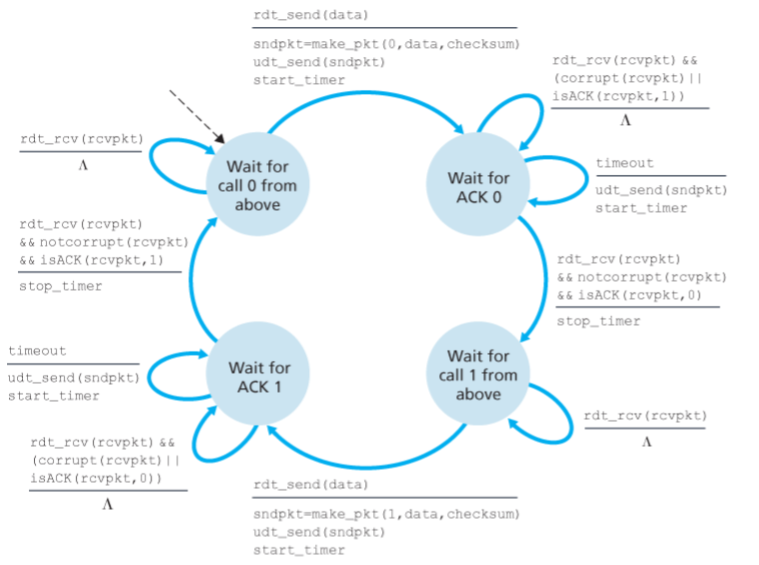 rdt_send(data)
sndpkt=make_pkt(0,data,checksum)
udt_send(sndpkt)
start_timer
rdt_rcv(rcvpkt) &&
(corrupt(rcvpkt)||
isACK(rcvpkt,1))
Λ
rdt_rcv(rcvpkt)
Λ
Wait for
call 0 from
above
Wait for
ACK 0
timeout
udt_send(sndpkt)
start_timer
rdt_rcv(rcvpkt)
&& notcorrupt(rcvpkt)
&& isACK(rcvpkt,1)
stop_timer
rdt_rcv(rcvpkt)
&& notcorrupt(rcvpkt)
&& isACK(rcvpkt,0)
stop_timer
timeout
udt_send(sndpkt)
start_timer
Wait for
ACK 1
Wait for
call 1 from
above
rdt_rcv(rcvpkt)
Λ
rdt_rcv(rcvpkt) &&
(corrupt(rcvpkt)||
isACK(rcvpkt,0))
Λ
rdt_send(data)
sndpkt=make_pkt(1,data,checksum)
udt_send(sndpkt)
start_timer